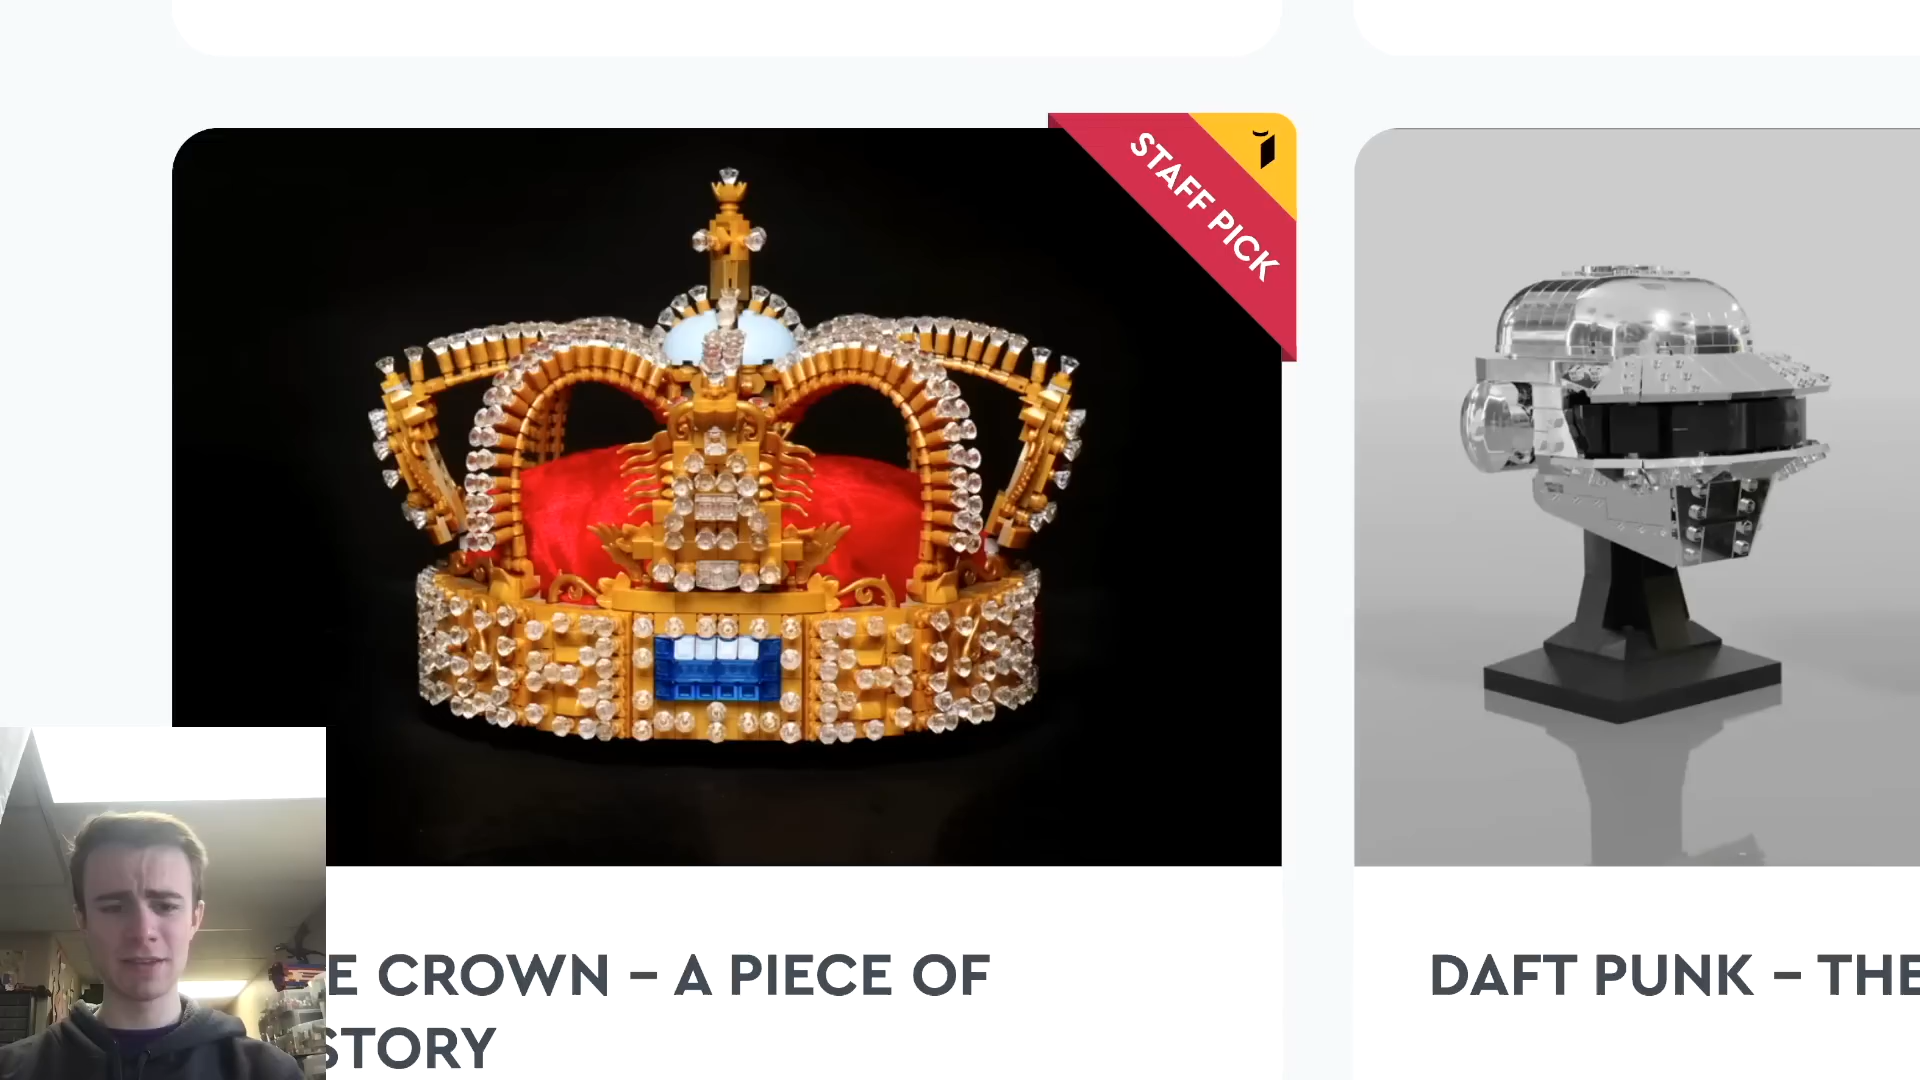 STAFF PICK
E CROWN – A PIECE OF
STORY
DAFT PUNK – THE